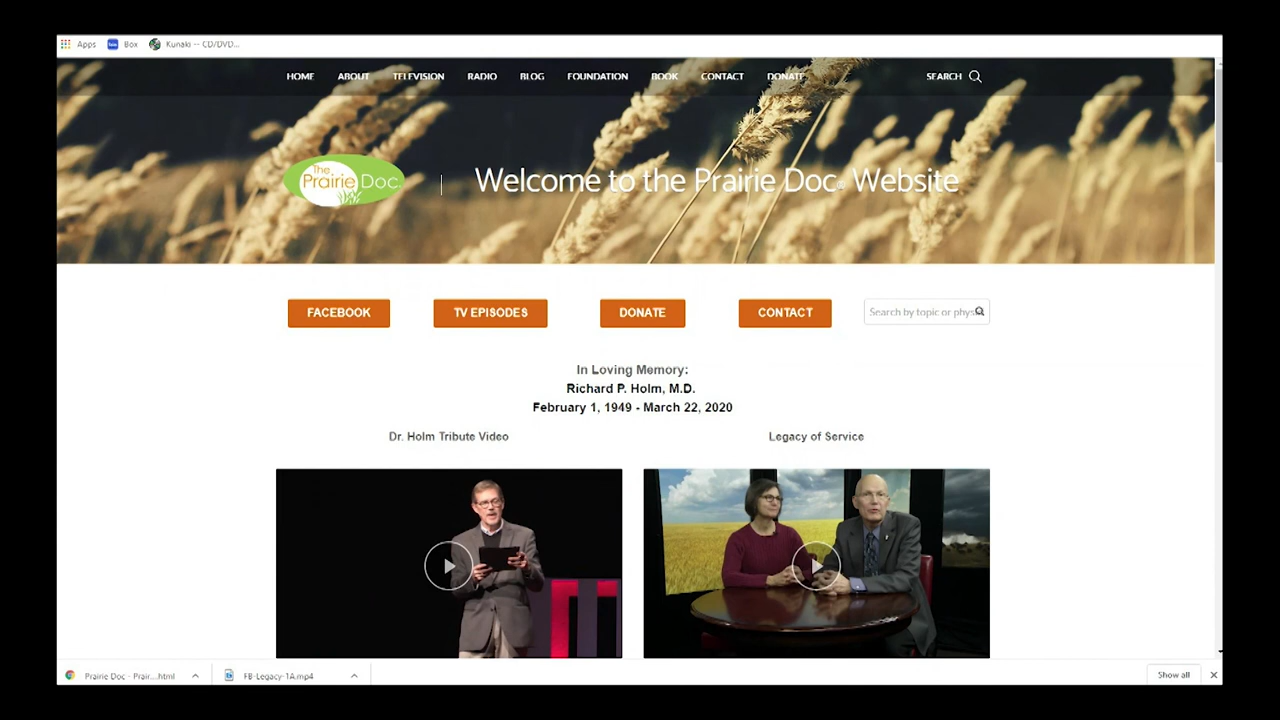 Apps Box Kunaki -- CD/DVD...
HOME ABOUT TELEVISION RADIO BLOG FOUNDATION BOOK CONTACT DONATE SEARCH
The
Prairie Doc
Welcome to the Prairie Doc® Website
FACEBOOK TV EPISODES DONATE CONTACT Search by topic or phys
In Loving Memory:
Richard P. Holm, M.D.
February 1, 1949 - March 22, 2020
Dr. Holm Tribute Video Legacy of Service
Prairie Doc - Prair....html FB-Legacy-1A.mp4 Show all